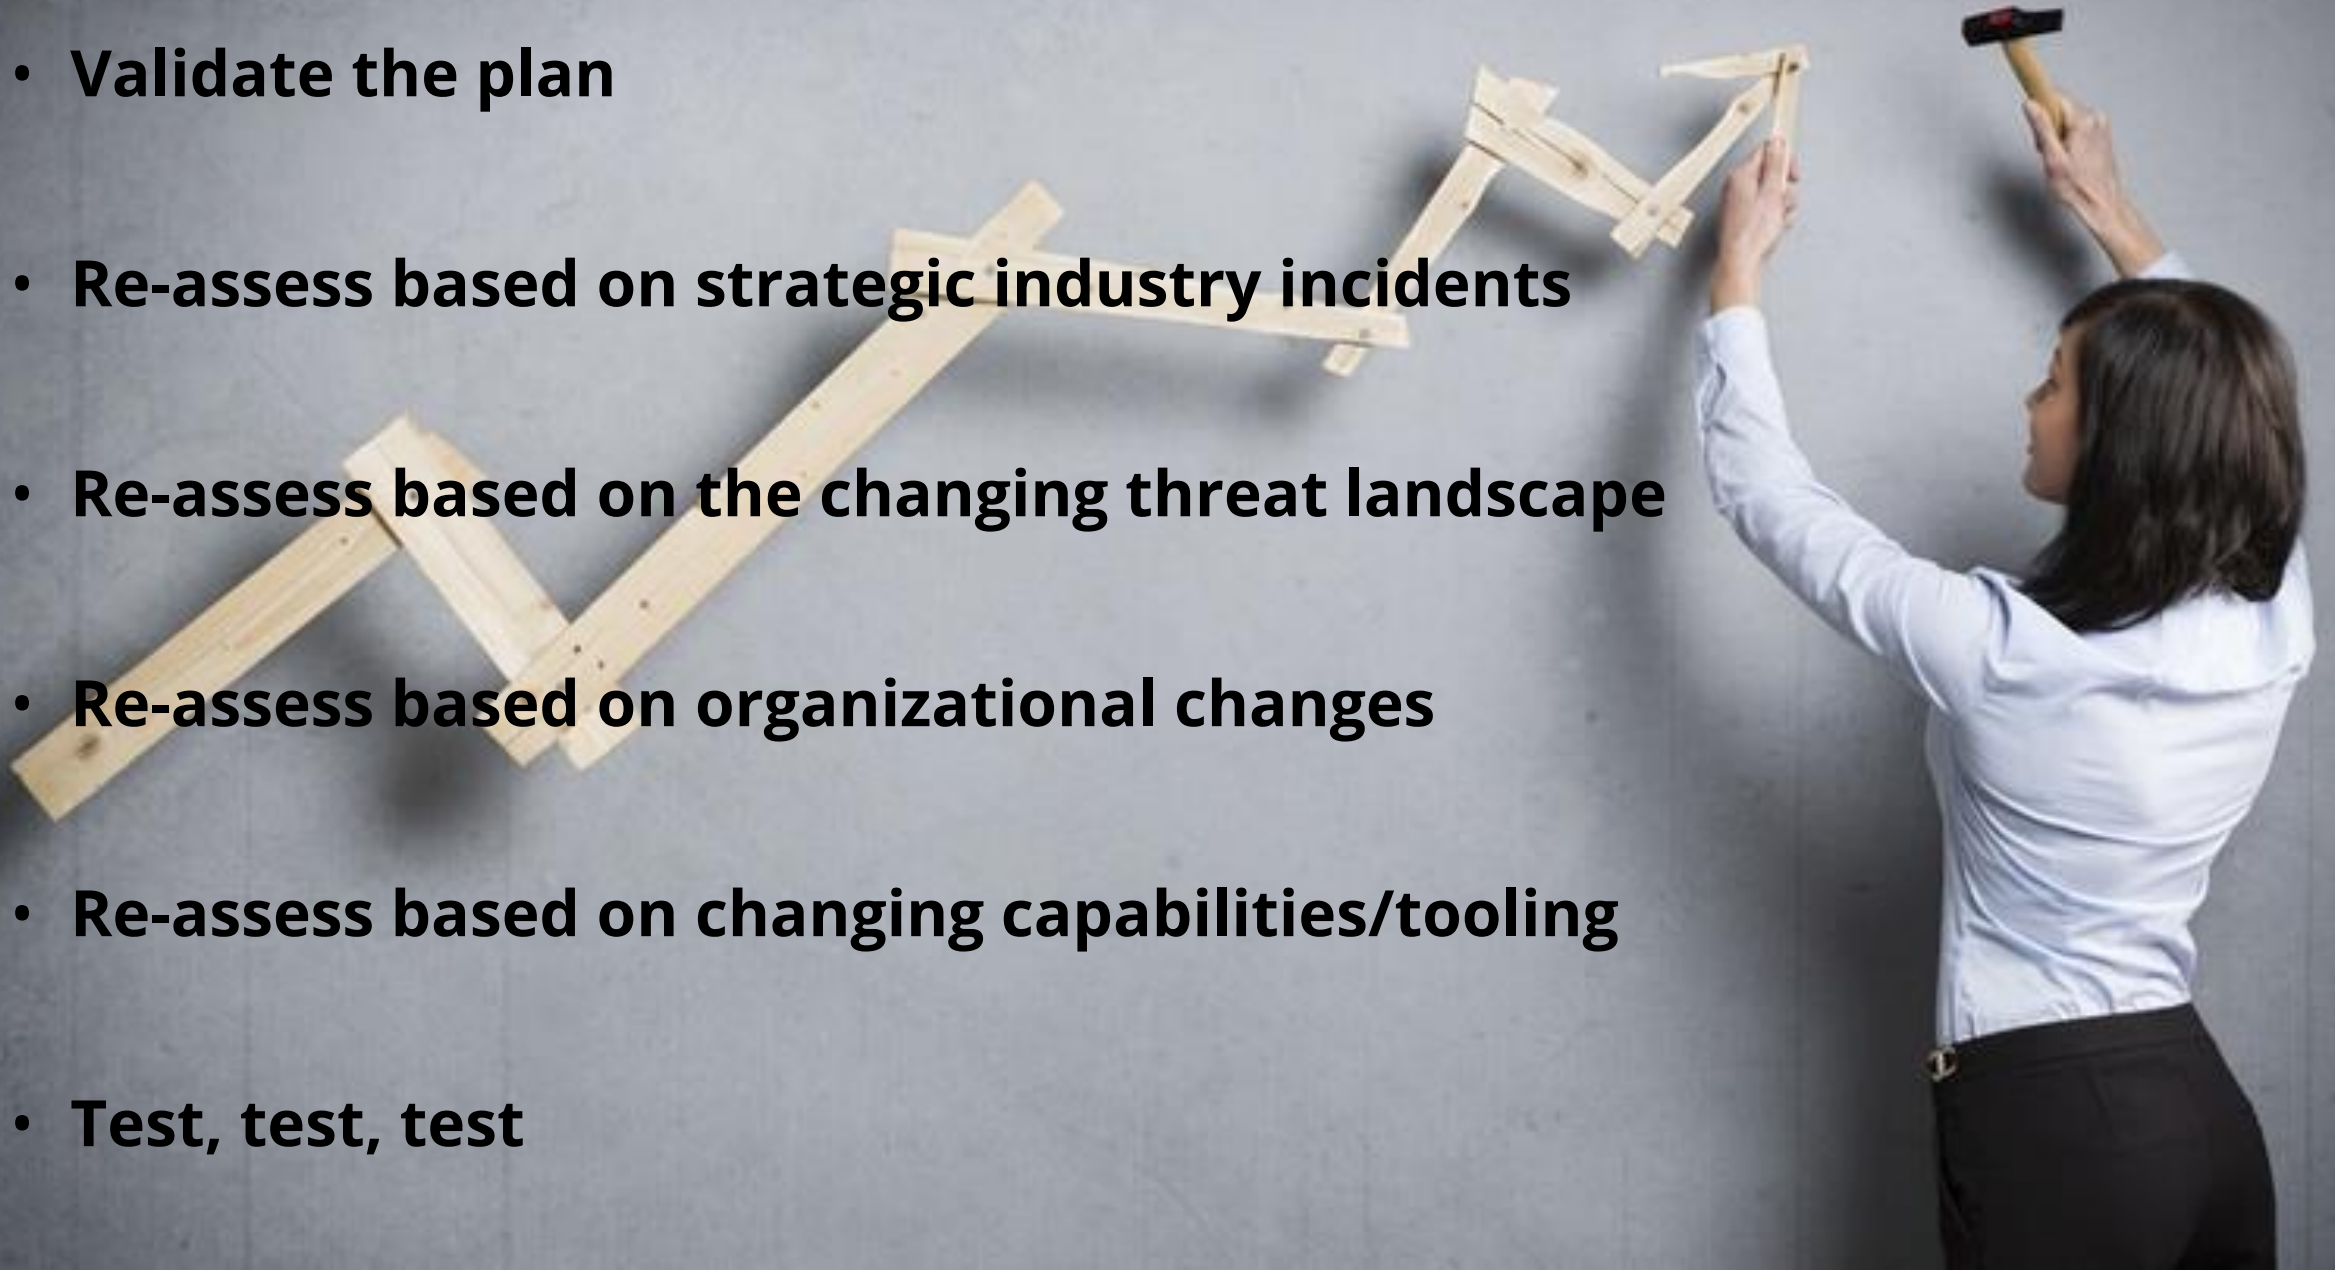 • Validate the plan
• Re-assess based on strategic industry incidents
• Re-assess based on the changing threat landscape
• Re-assess based on organizational changes
• Re-assess based on changing capabilities/tooling
• Test, test, test